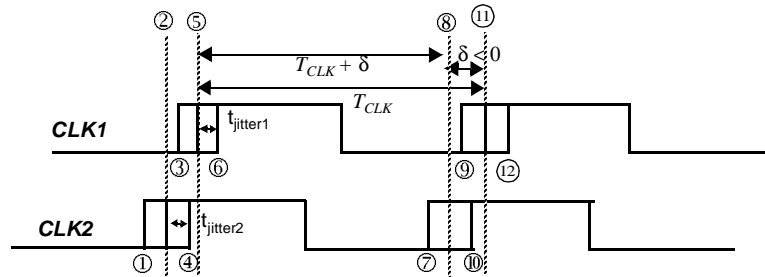 ② ⑤ ⑧ ⑪
T_CLK + δ
δ < 0
T_CLK
CLK1
t_jitter1
③ ⑥ ⑨ ⑫
CLK2
t_jitter2
① ④ ⑦ ⑩